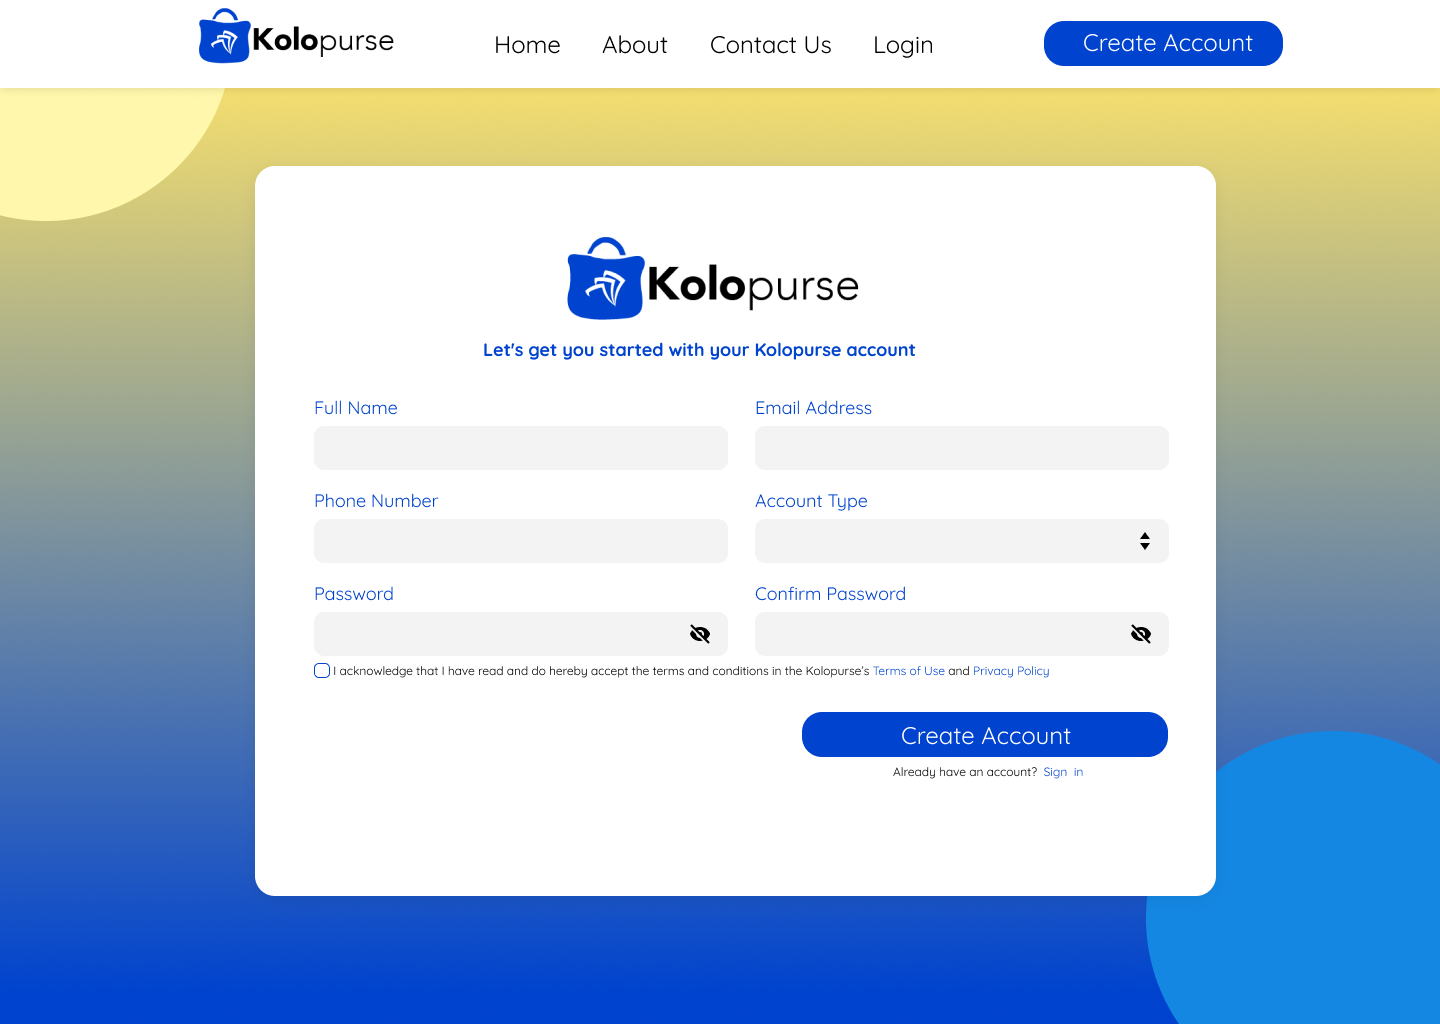 Kolopurse
Home About Contact Us Login Create Account
Kolopurse
Let's get you started with your Kolopurse account
Full Name Email Address
Phone Number Account Type
Password Confirm Password
I acknowledge that I have read and do hereby accept the terms and conditions in the Kolopurse's Terms of Use and Privacy Policy
Create Account
Already have an account? Sign in